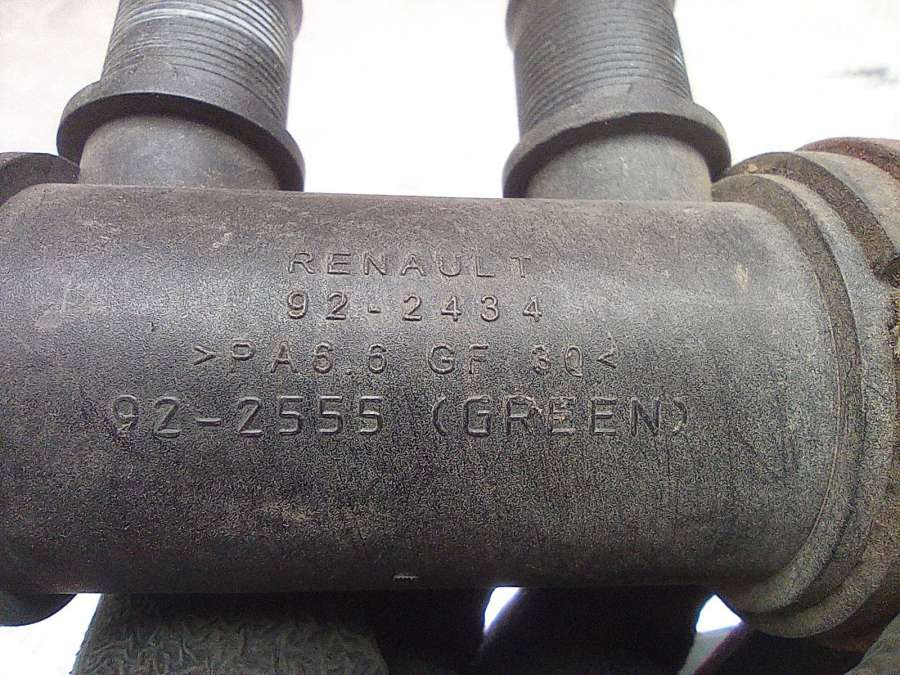 RENAULT
92-2434
>PA6.6 GF 30<
92-2555 (GREEN)